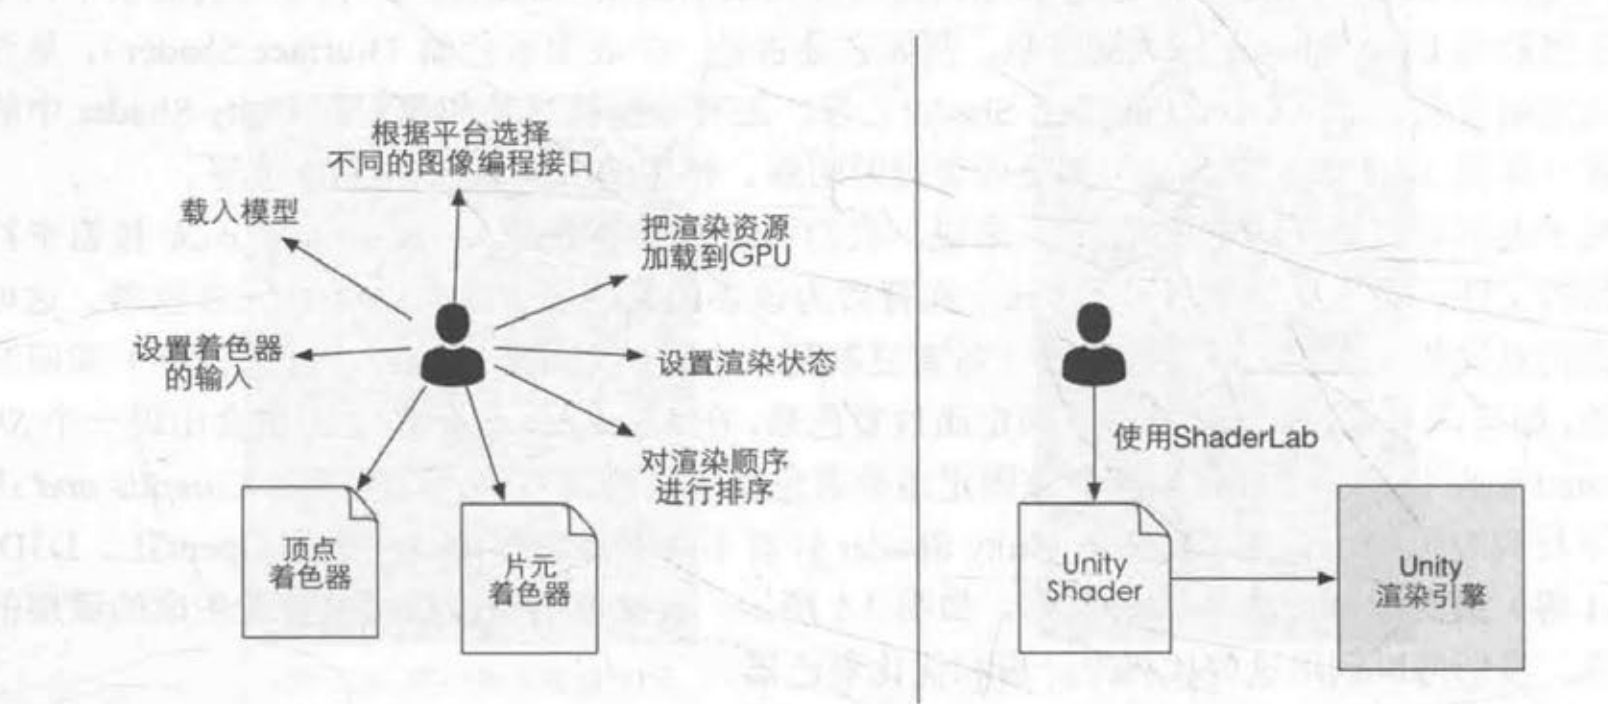 根据平台选择
不同的图像编程接口
载入模型
把渲染资源
加载到GPU
设置着色器
的输入
设置渲染状态
对渲染顺序
进行排序
顶点
着色器
片元
着色器
使用ShaderLab
Unity
Shader
Unity
渲染引擎